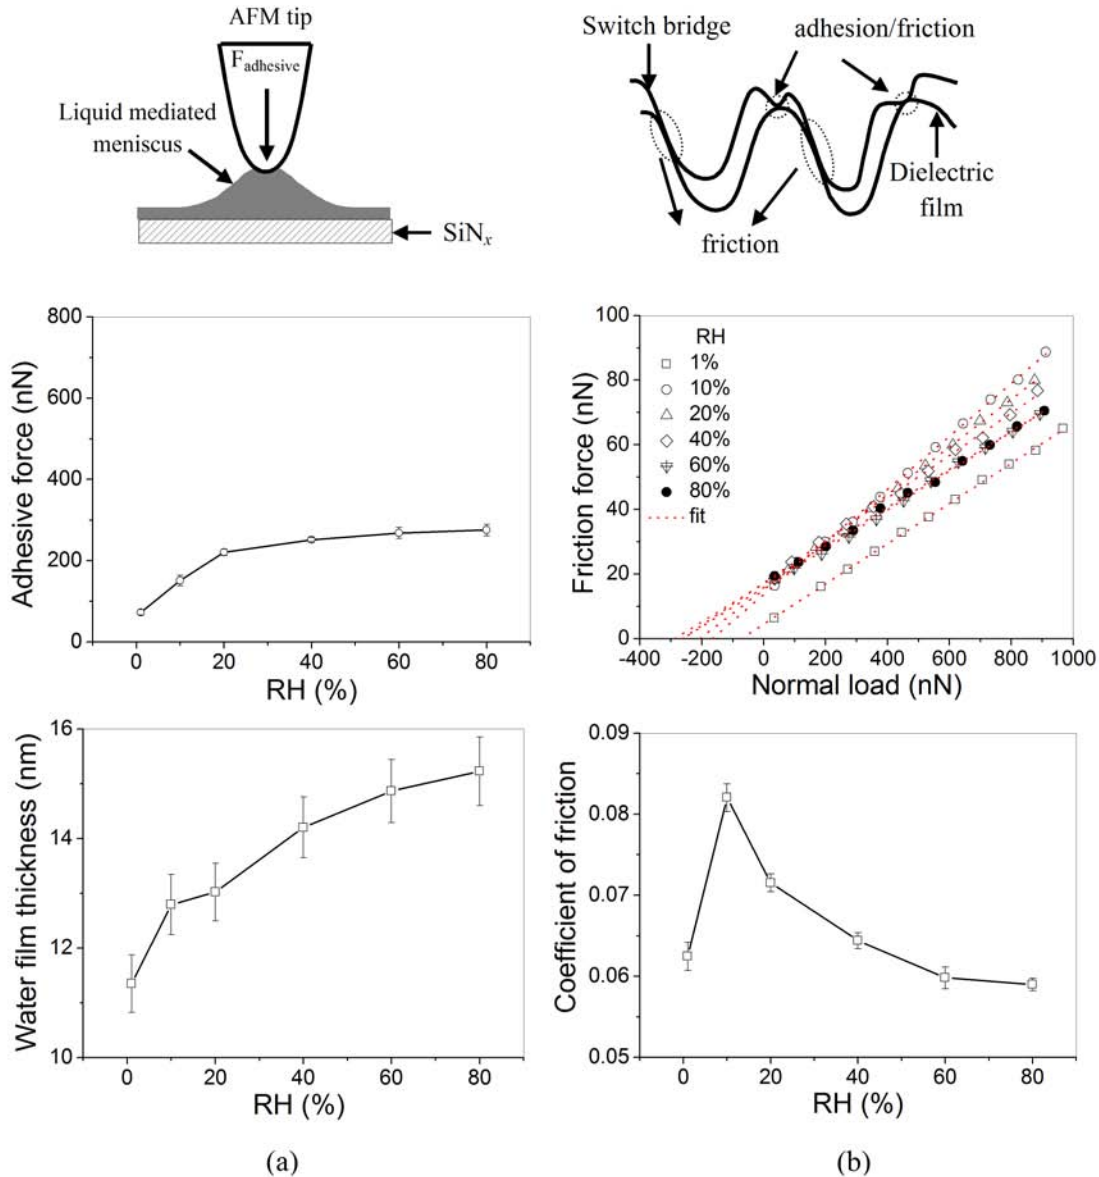 AFM tip
F_adhesive
Liquid mediated
meniscus
SiN_x
Switch bridge
adhesion/friction
Dielectric
film
friction
Adhesive force (nN)
800
600
400
200
0
0 20 40 60 80
RH (%)
Friction force (nN)
100
80
60
40
20
0
-400 -200 0 200 400 600 800 1000
Normal load (nN)
RH
1%
10%
20%
40%
60%
80%
fit
Water film thickness (nm)
16
14
12
10
0 20 40 60 80
RH (%)
Coefficient of friction
0.09
0.08
0.07
0.06
0.05
0 20 40 60 80
RH (%)
(a)
(b)